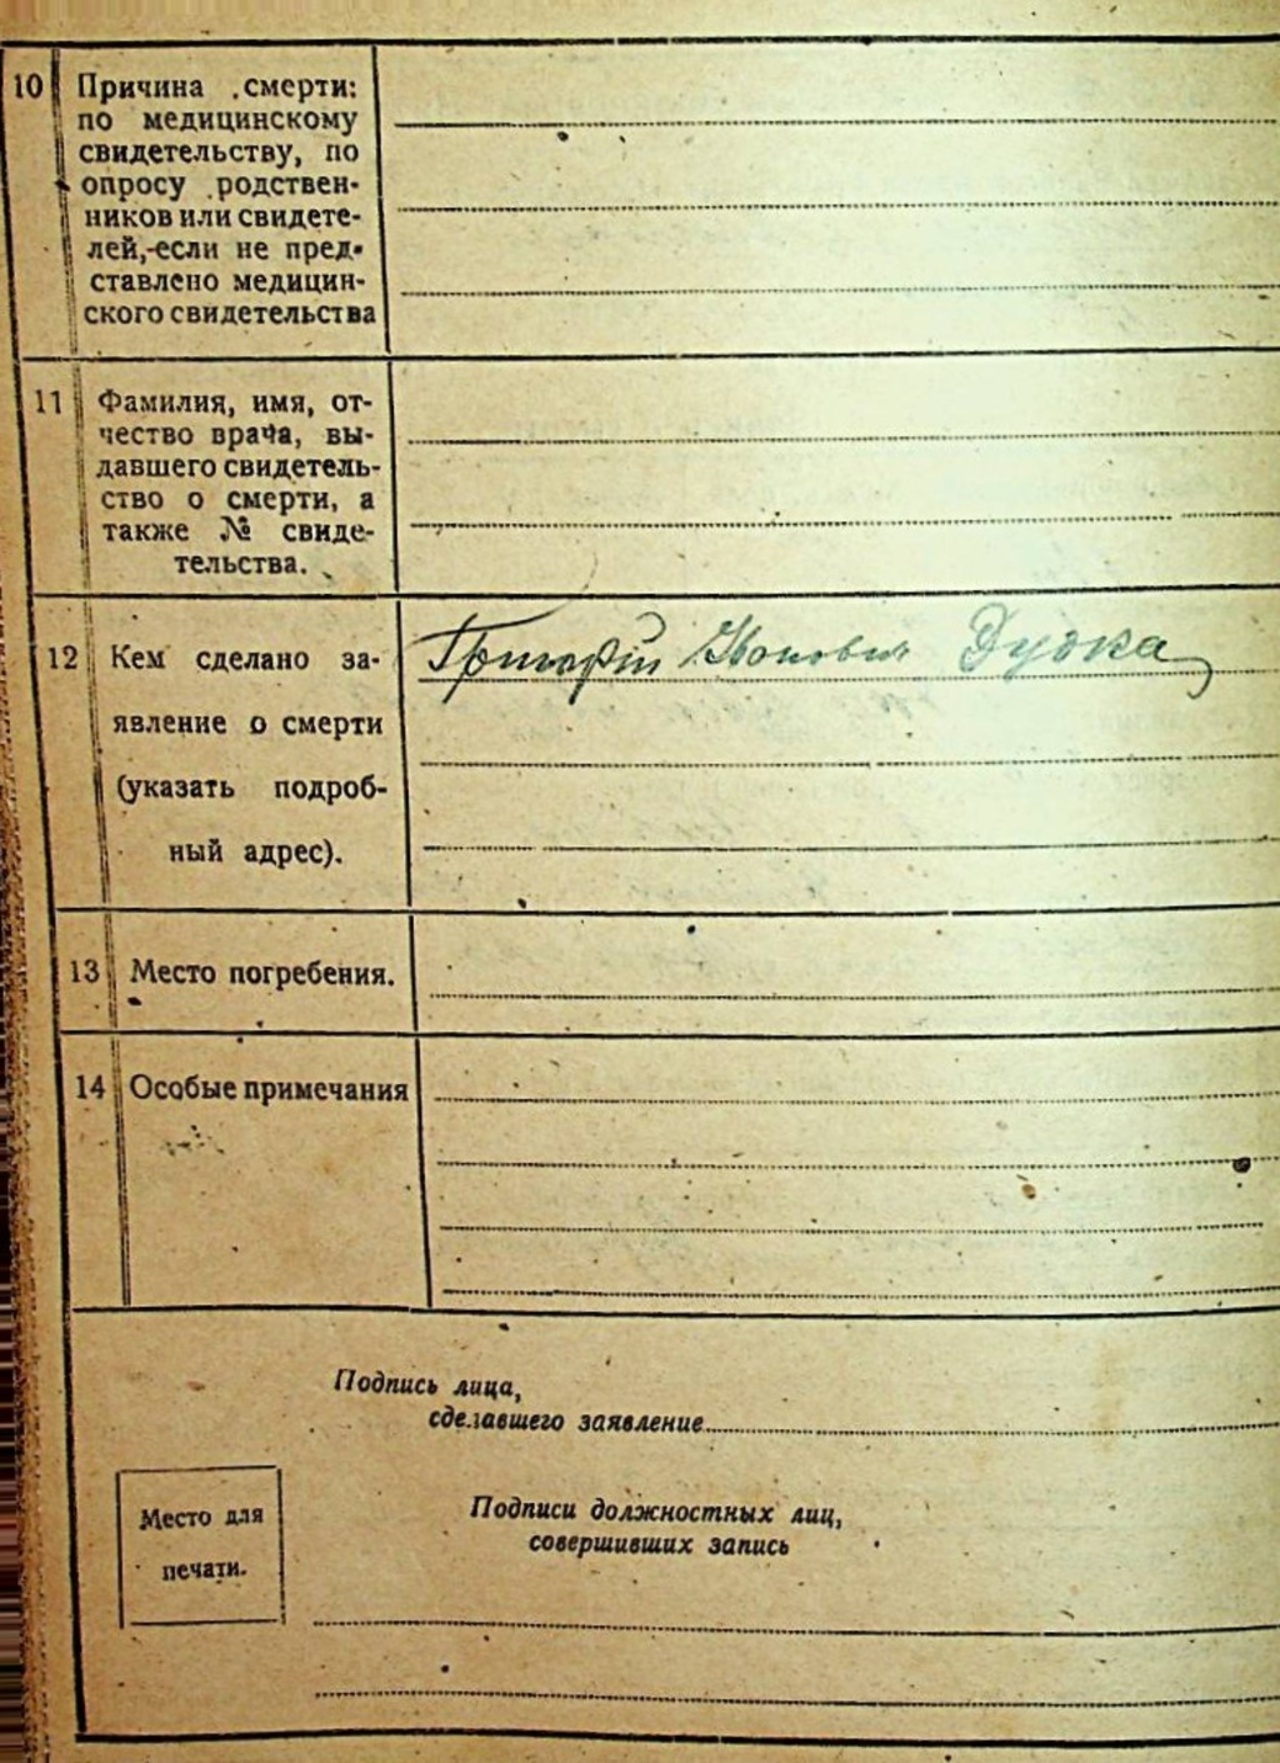 10 Причина смерти:
по медицинскому
свидетельству, по
опросу родствен-
ников или свидете-
лей, если не пред-
ставлено медицин-
ского свидетельства
11 Фамилия, имя, от-
чество врача, вы-
давшего свидетель-
ство о смерти, а
также № свиде-
тельства.
12 Кем сделано за-
явление о смерти
(указать подроб-
ный адрес).
Дудка
13 Место погребения.
14 Особые примечания
Подпись лица,
сделавшего заявление
Место для
печати.
Подписи должностных лиц,
совершивших запись